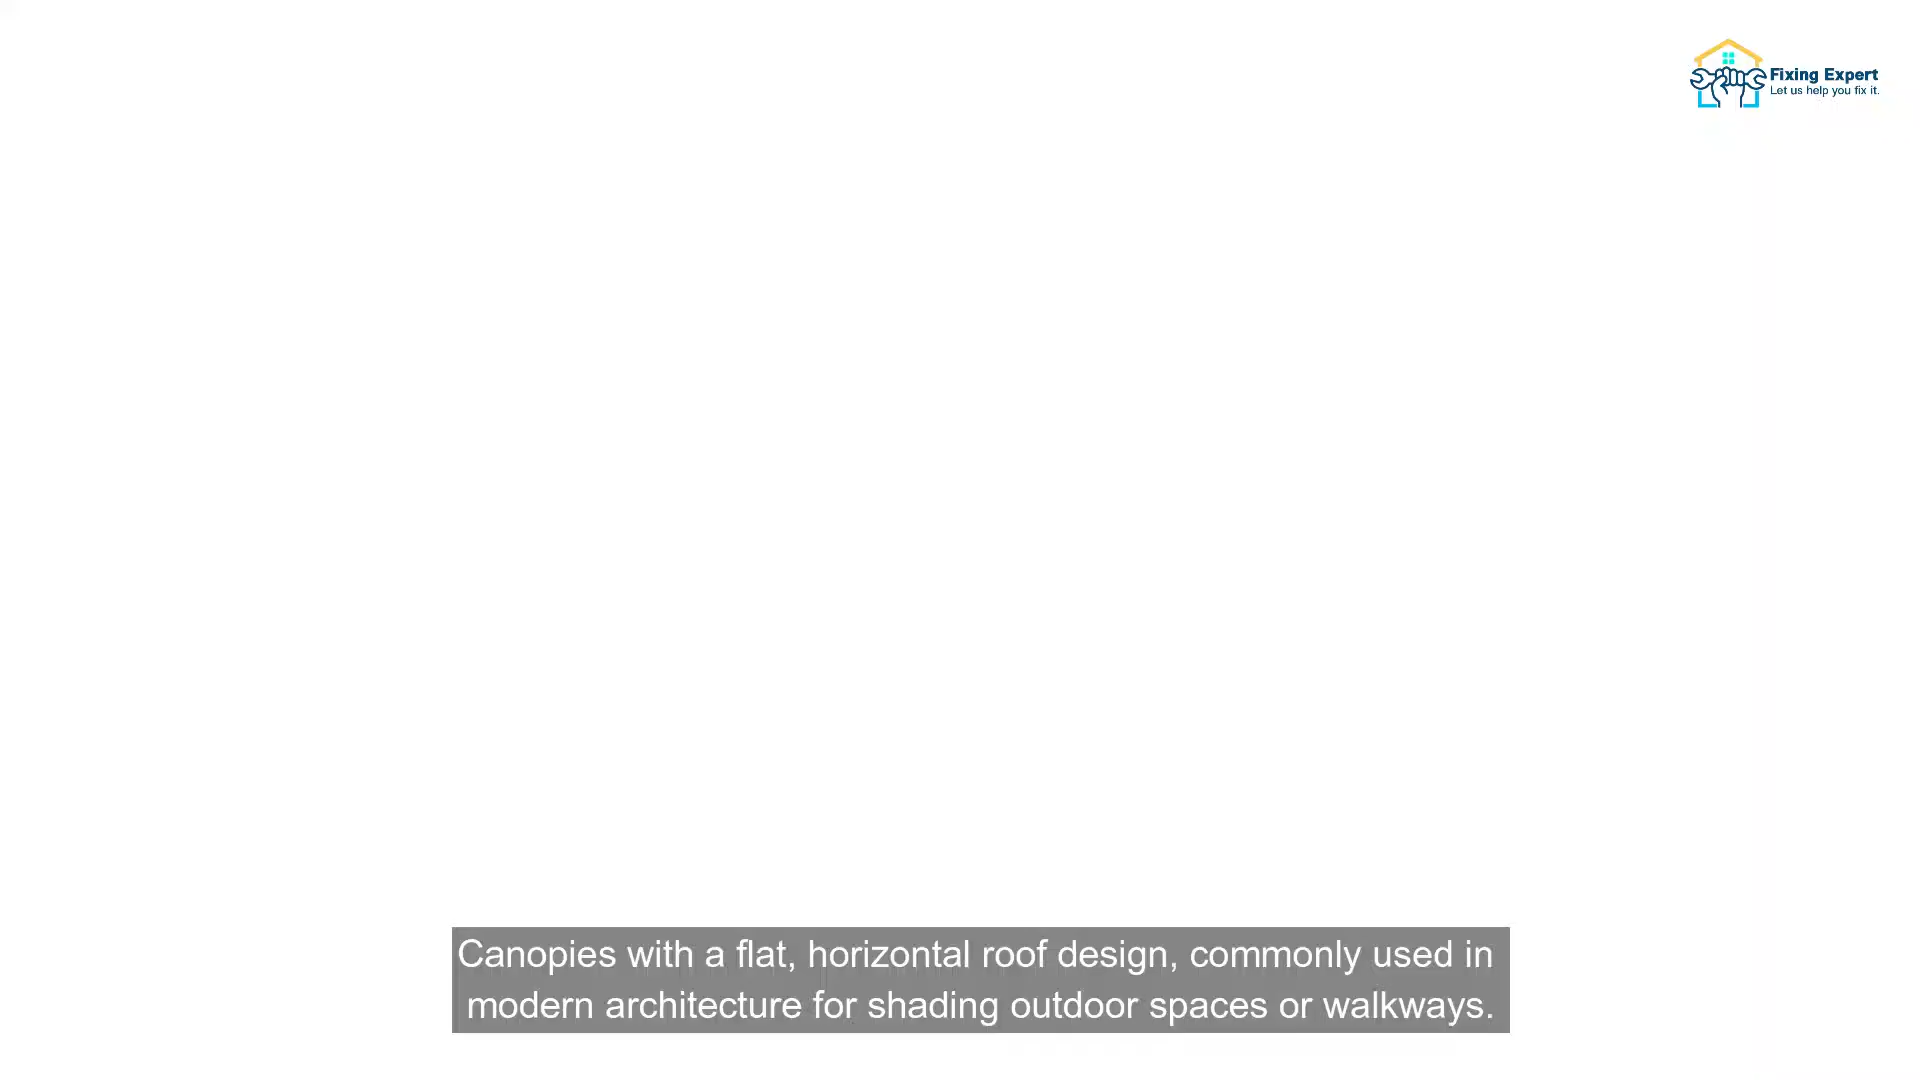 Fixing Expert
Let us help you fix it.
Canopies with a flat, horizontal roof design, commonly used in
modern architecture for shading outdoor spaces or walkways.